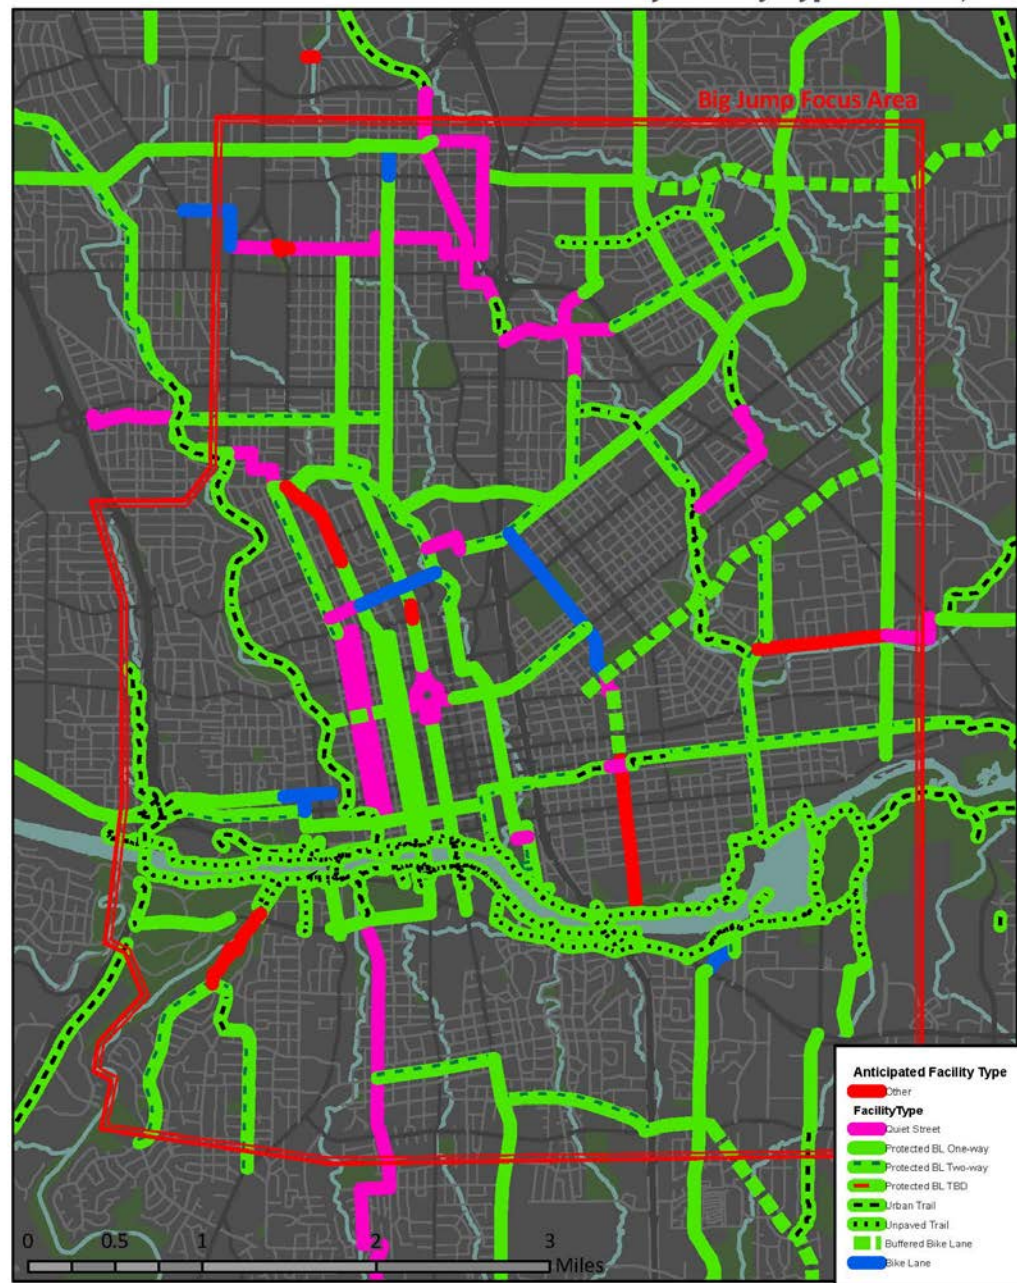 Big Jump Focus Area
Anticipated Facility Type
Other
FacilityType
Quiet Street
Protected BL One-way
Protected BL Two-way
Protected BL TBD
Urban Trail
Unpaved Trail
Buffered Bike Lane
Bike Lane
0 0.5 1 2 3
Miles